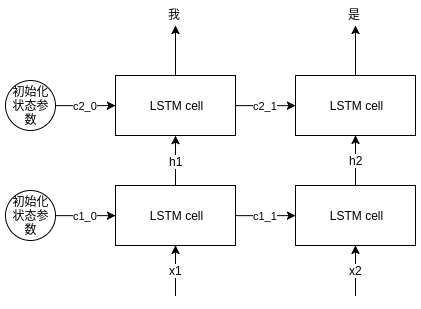 我
是
初始化
状态参
数
c2_0
LSTM cell
c2_1
LSTM cell
h1
h2
初始化
状态参
数
c1_0
LSTM cell
c1_1
LSTM cell
x1
x2